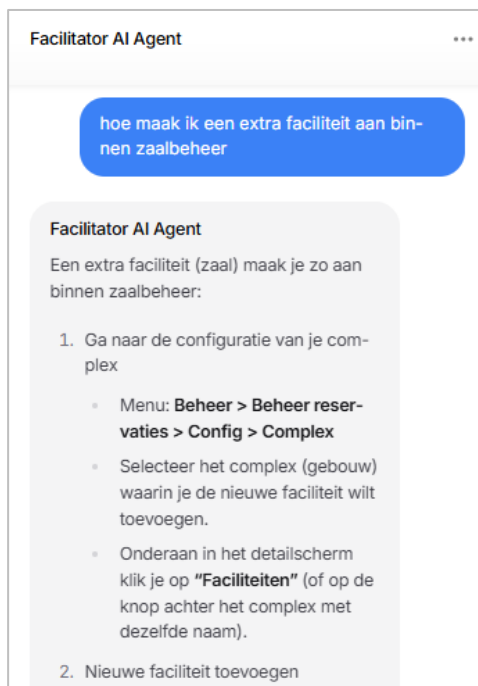 Facilitator AI Agent
hoe maak ik een extra faciliteit aan bin-
nen zaalbeheer
Facilitator AI Agent
Een extra faciliteit (zaal) maak je zo aan
binnen zaalbeheer:
1. Ga naar de configuratie van je com-
plex
Menu: Beheer > Beheer reser-
vaties > Config > Complex
Selecteer het complex (gebouw)
waarin je de nieuwe faciliteit wilt
toevoegen.
Onderaan in het detailscherm
klik je op “Faciliteiten” (of op de
knop achter het complex met
dezelfde naam).
2. Nieuwe faciliteit toevoegen